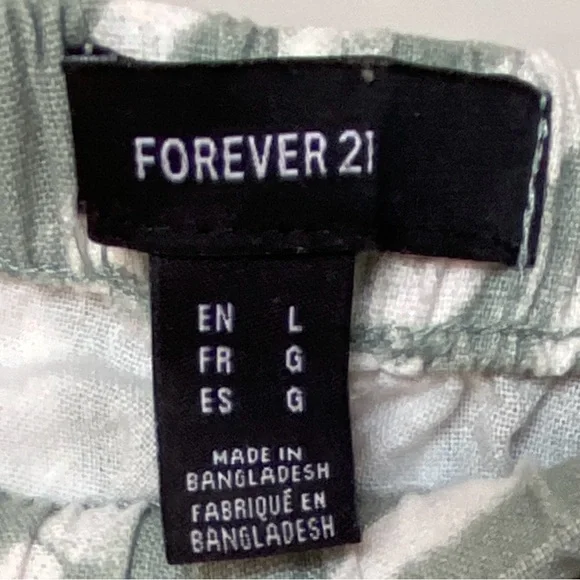 FOREVER 21
EN L
FR G
ES G
MADE IN
BANGLADESH
FABRIQUÉ EN
BANGLADESH